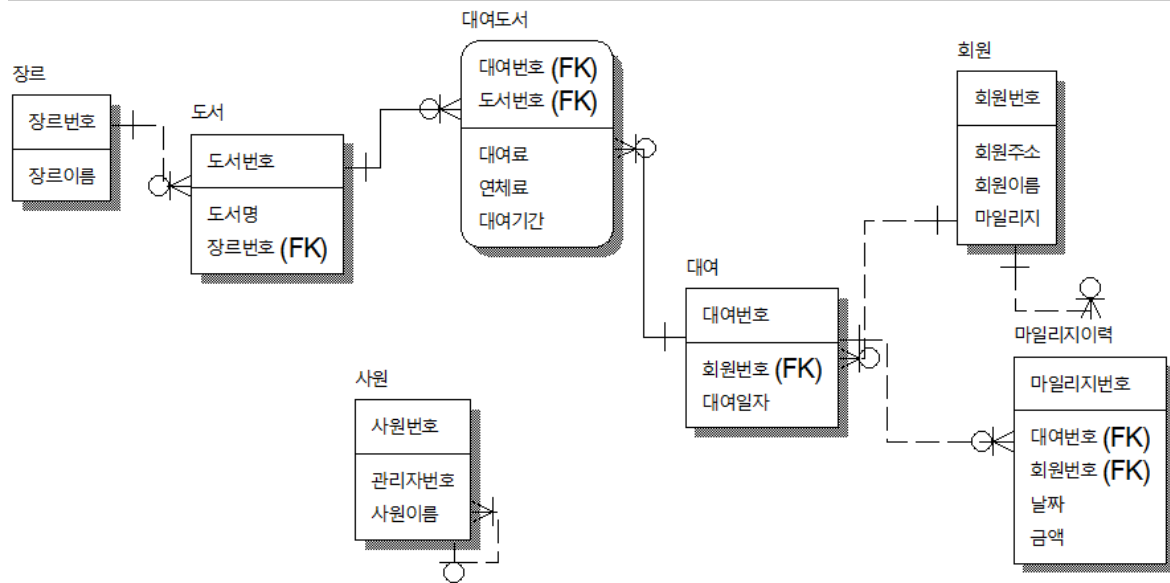 장르
장르번호
장르이름
도서
도서번호
도서명
장르번호 (FK)
대여도서
대여번호 (FK)
도서번호 (FK)
대여료
연체료
대여기간
회원
회원번호
회원주소
회원이름
마일리지
대여
대여번호
회원번호 (FK)
대여일자
마일리지이력
마일리지번호
대여번호 (FK)
회원번호 (FK)
날짜
금액
사원
사원번호
관리자번호
사원이름